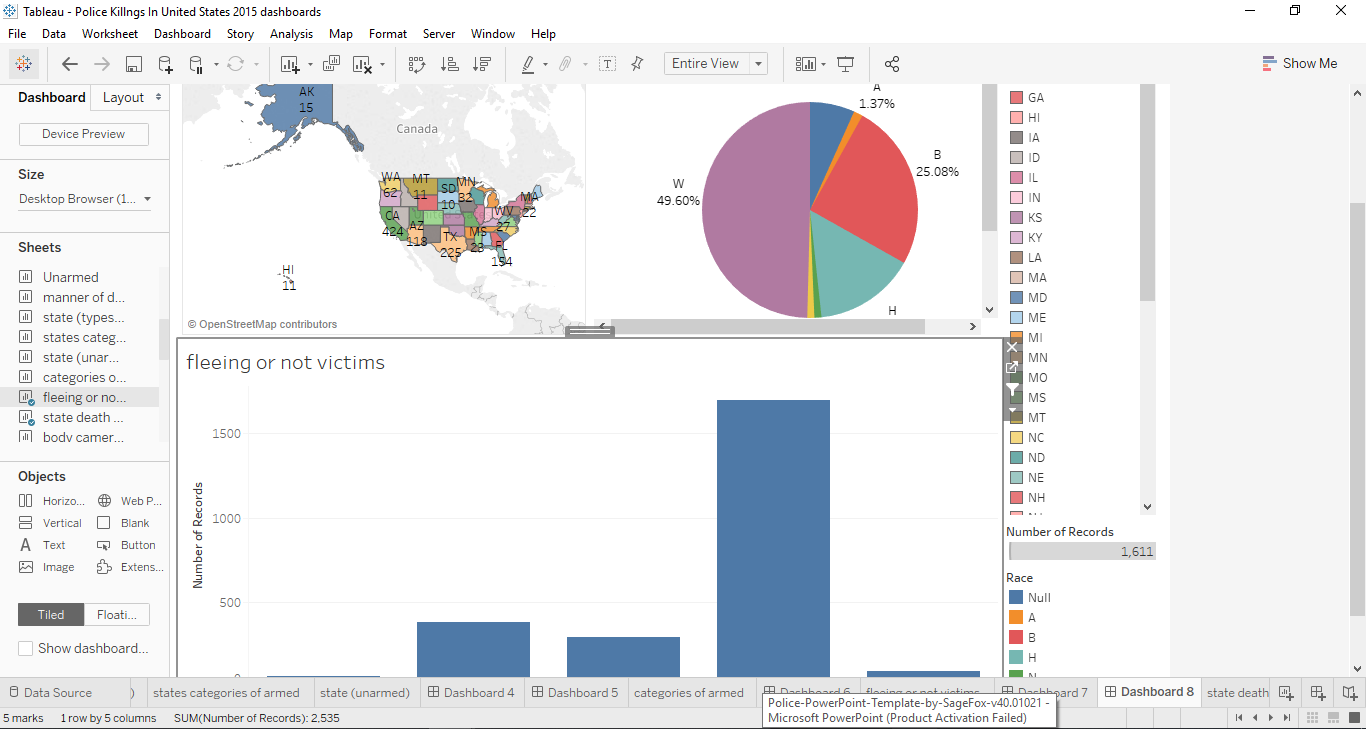 Tableau - Police Killngs In United States 2015 dashboards
File Data Worksheet Dashboard Story Analysis Map Format Server Window Help
Entire View
Show Me
Dashboard Layout
Device Preview
Size
Desktop Browser (1...
Sheets
Unarmed
manner of d...
state (types...
states categ...
state (unar...
categories o...
fleeing or no...
state death ...
body camer...
Objects
Horizo... Web P...
Vertical Blank
Text Button
Image Extens...
Tiled Floati...
Show dashboard...
AK
15
Canada
WA
62
MT
11
SD
10
MN
32
MA
22
WV
27
CA
424
AZ
118
TX
225
MS
23
FL
154
HI
11
© OpenStreetMap contributors
A
1.37%
B
25.08%
W
49.60%
H
GA
HI
IA
ID
IL
IN
KS
KY
LA
MA
MD
ME
MI
MN
MO
MS
MT
NC
ND
NE
NH
Number of Records
1,611
Race
Null
A
B
H
N
fleeing or not victims
Number of Records
1500
1000
500
0
Data Source ) states categories of armed state (unarmed) Dashboard 4 Dashboard 5 categories of armed Dashboard 6 fleeing or not victims Dashboard 7 Dashboard 8 state death
Police-PowerPoint-Template-by-SageFox-v40.01021 -
Microsoft PowerPoint (Product Activation Failed)
5 marks 1 row by 5 columns SUM(Number of Records): 2,535